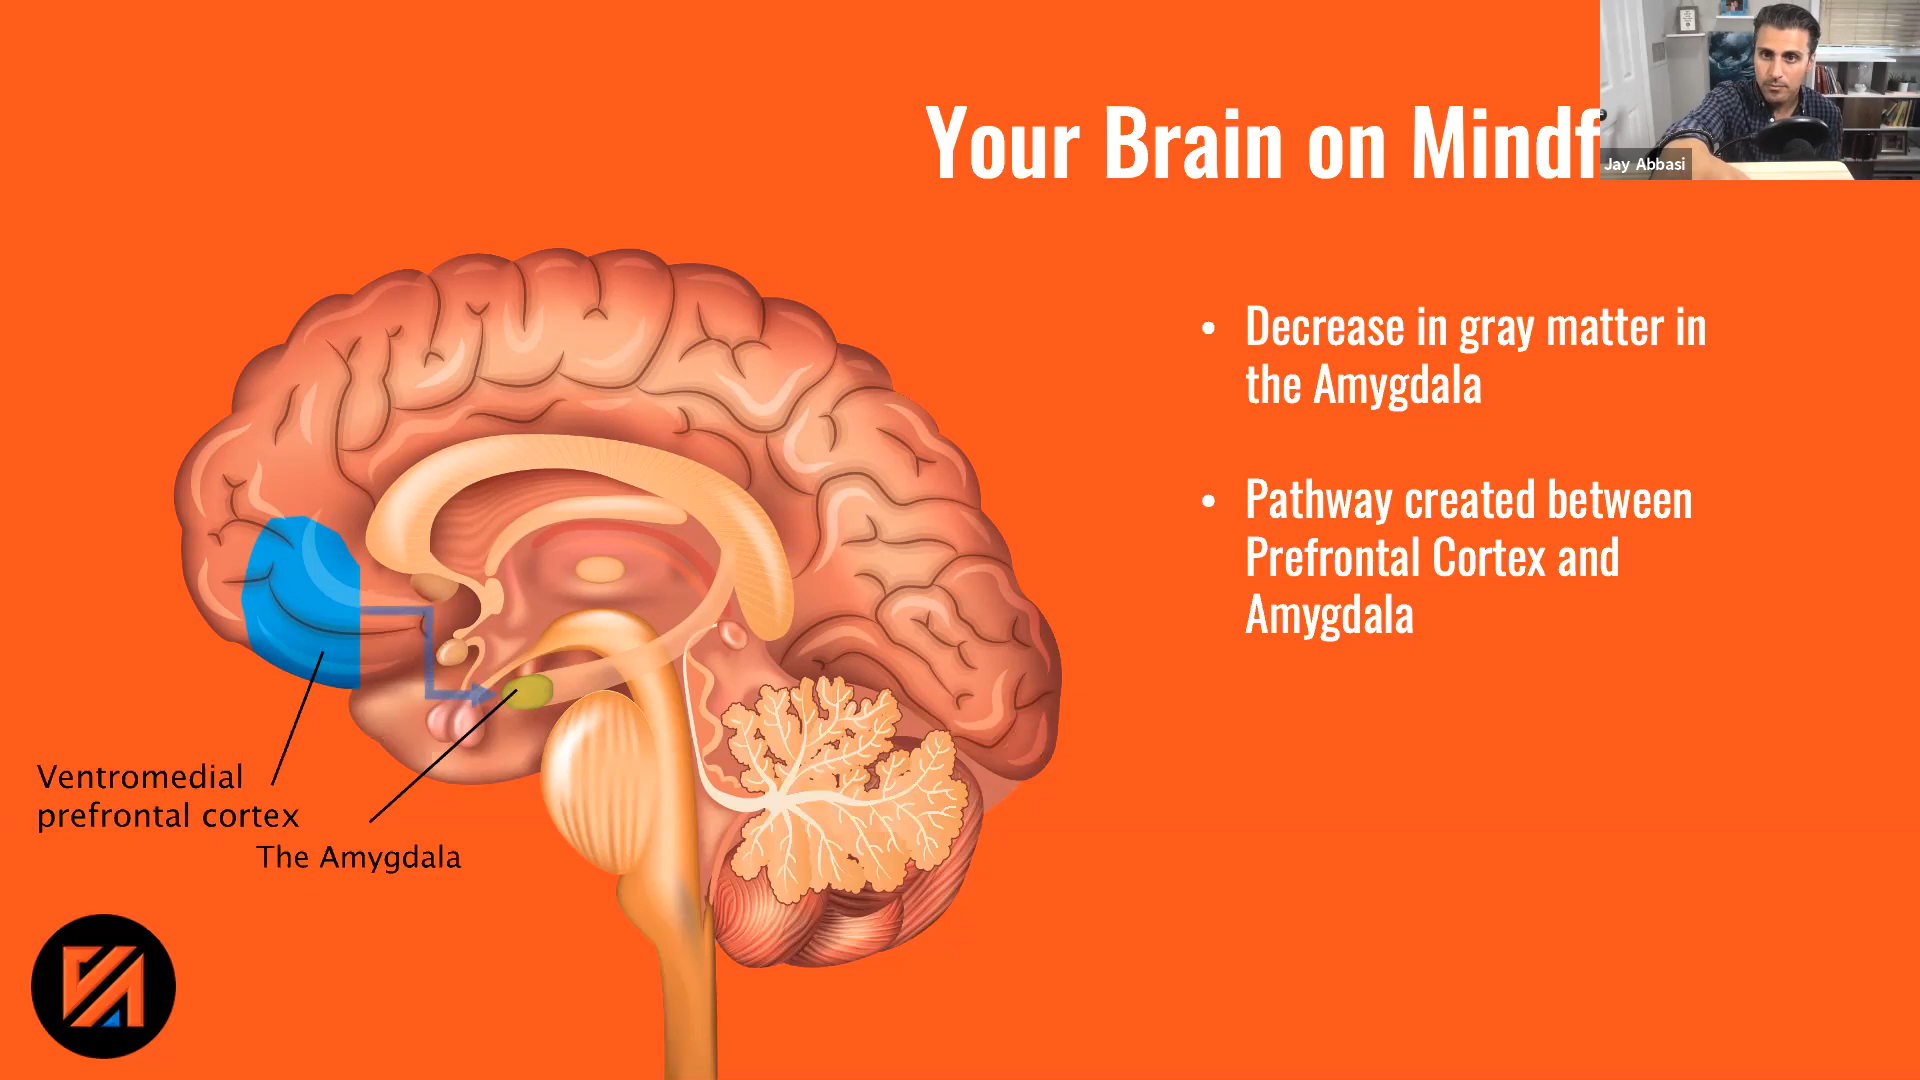 Your Brain on Mindf
Jay Abbasi
Decrease in gray matter in
the Amygdala
Pathway created between
Prefrontal Cortex and
Amygdala
Ventromedial
prefrontal cortex
The Amygdala